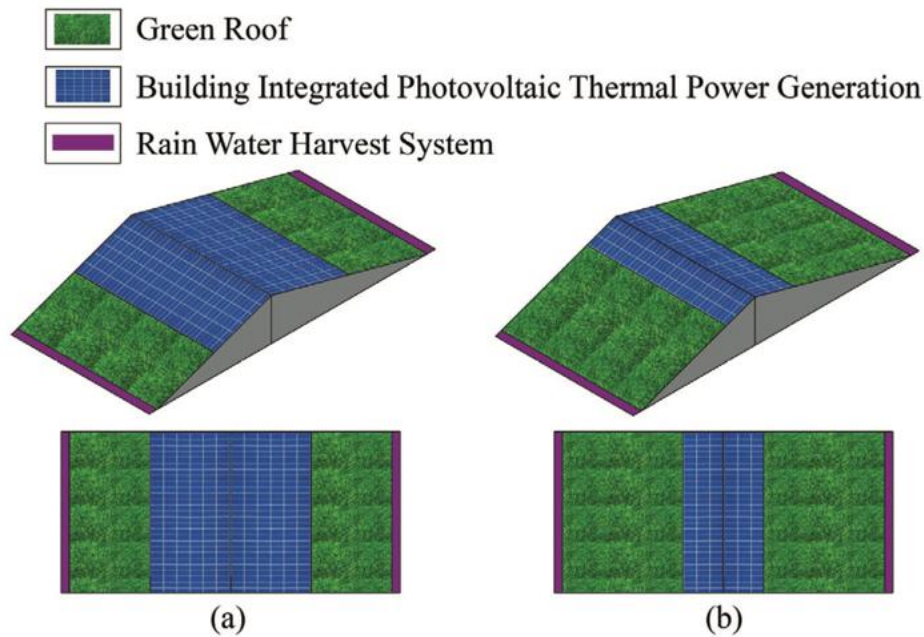 Green Roof
Building Integrated Photovoltaic Thermal Power Generation
Rain Water Harvest System
(a)
(b)